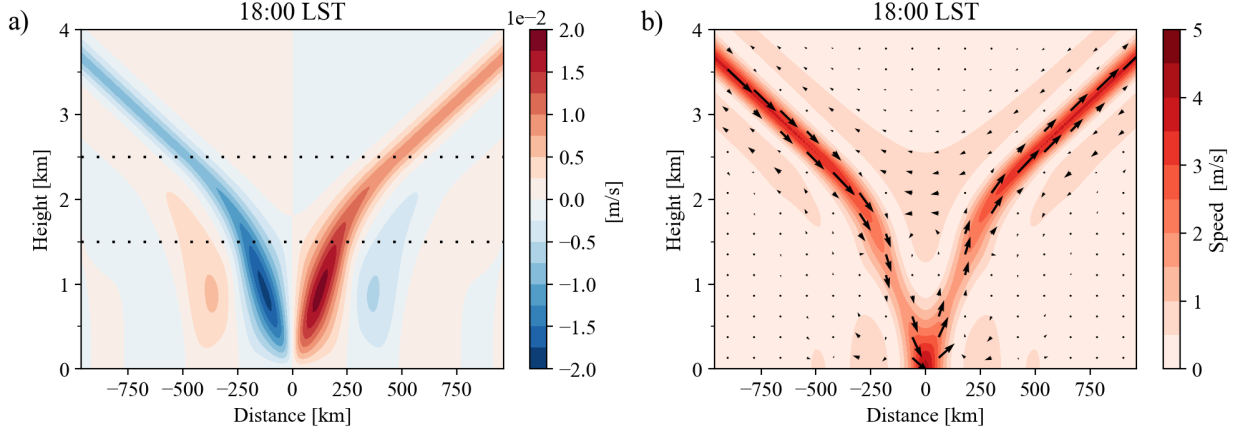 a)
18:00 LST
1e−2
Height [km]
4
3
2
1
0
−750 −500 −250 0 250 500 750
Distance [km]
2.0
1.5
1.0
0.5
0.0
−0.5
−1.0
−1.5
−2.0
[m/s]
b)
18:00 LST
Height [km]
4
3
2
1
0
−750 −500 −250 0 250 500 750
Distance [km]
5
4
3
2
1
0
Speed [m/s]